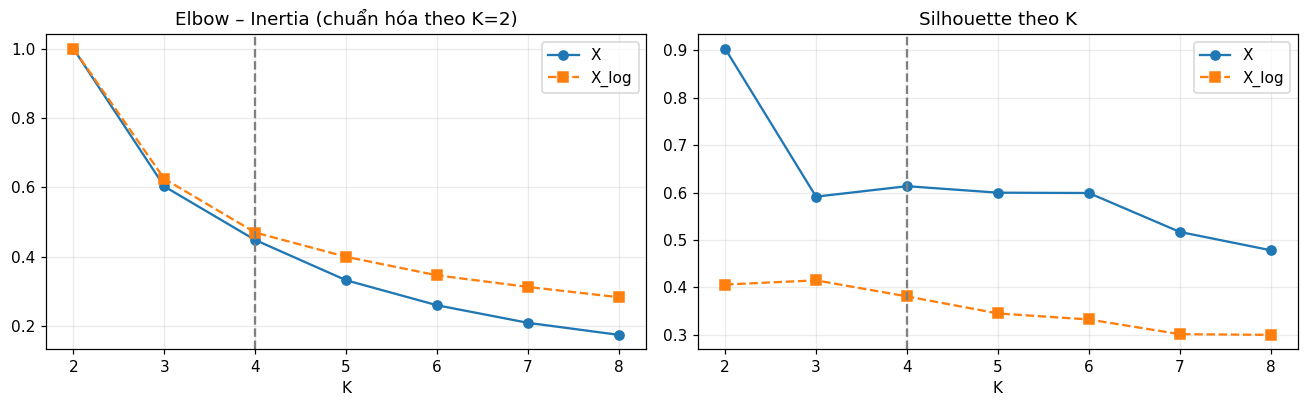 Elbow – Inertia (chuẩn hóa theo K=2)
1.0
0.8
0.6
0.4
0.2
2 3 4 5 6 7 8
K
X
X_log
Silhouette theo K
0.9
0.8
0.7
0.6
0.5
0.4
0.3
2 3 4 5 6 7 8
K
X
X_log